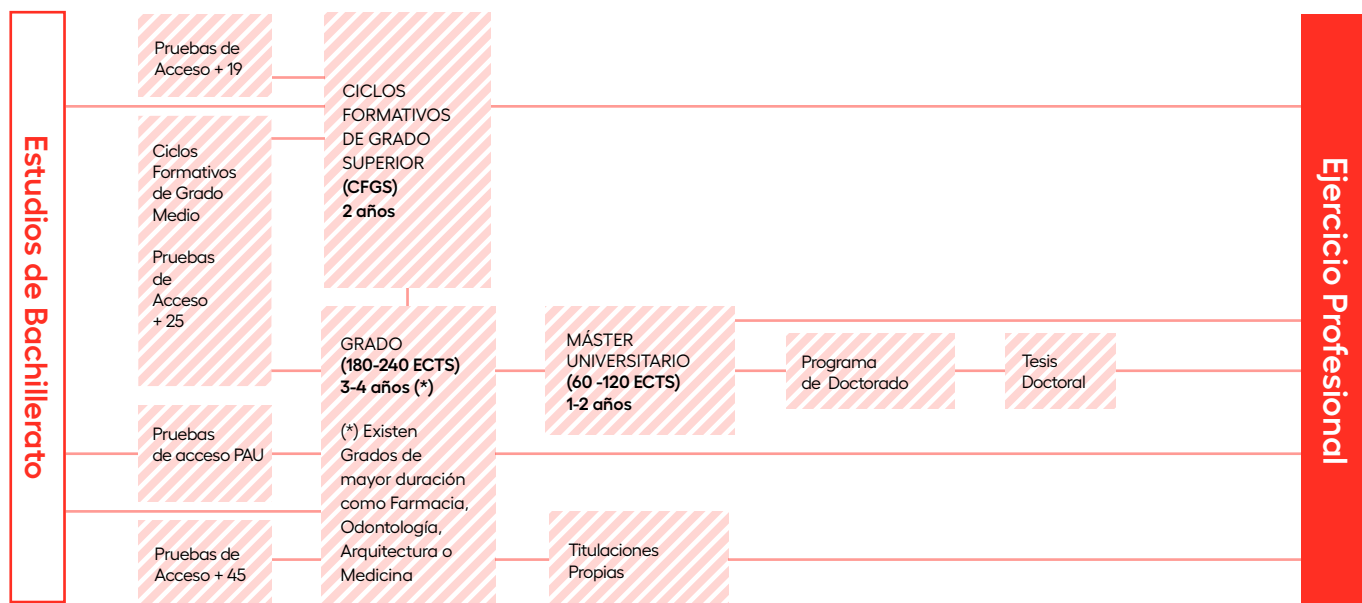 Estudios de Bachillerato
Pruebas de
Acceso + 19
Ciclos
Formativos
de Grado
Medio
Pruebas
de
Acceso
+ 25
Pruebas
de acceso PAU
Pruebas de
Acceso + 45
CICLOS
FORMATIVOS
DE GRADO
SUPERIOR
(CFGS)
2 años
GRADO
(180-240 ECTS)
3-4 años (*)
(*) Existen
Grados de
mayor duración
como Farmacia,
Odontología,
Arquitectura o
Medicina
MÁSTER
UNIVERSITARIO
(60 -120 ECTS)
1-2 años
Programa
de Doctorado
Tesis
Doctoral
Titulaciones
Propias
Ejercicio Profesional